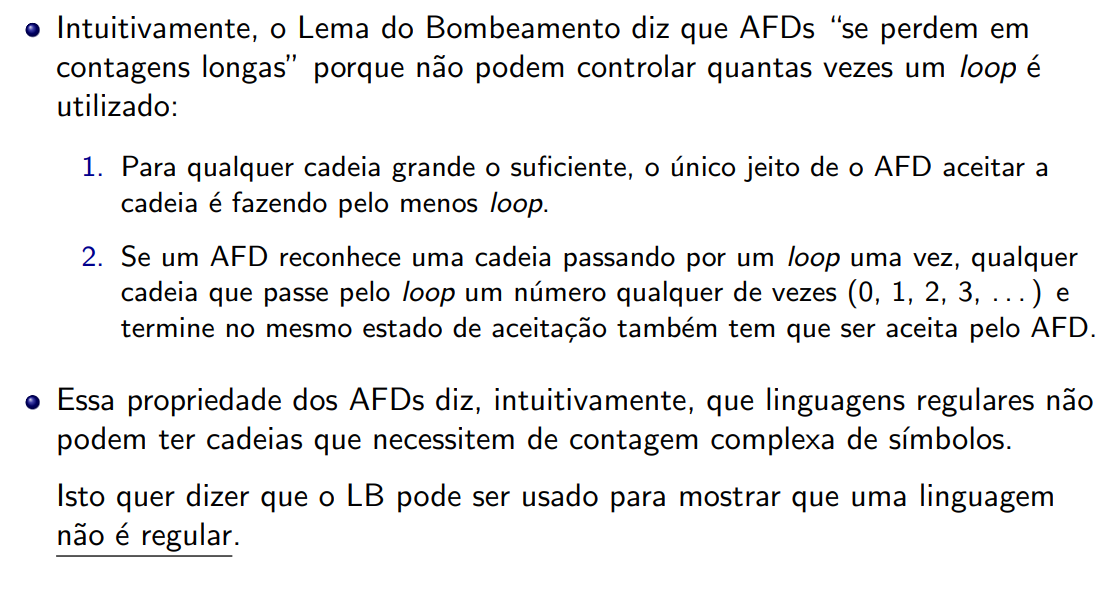 Intuitivamente, o Lema do Bombeamento diz que AFDs “se perdem em
contagens longas” porque não podem controlar quantas vezes um loop é
utilizado:
1. Para qualquer cadeia grande o suficiente, o único jeito de o AFD aceitar a
cadeia é fazendo pelo menos loop.
2. Se um AFD reconhece uma cadeia passando por um loop uma vez, qualquer
cadeia que passe pelo loop um número qualquer de vezes (0, 1, 2, 3, . . . ) e
termine no mesmo estado de aceitação também tem que ser aceita pelo AFD.
Essa propriedade dos AFDs diz, intuitivamente, que linguagens regulares não
podem ter cadeias que necessitem de contagem complexa de símbolos.
Isto quer dizer que o LB pode ser usado para mostrar que uma linguagem
não é regular.